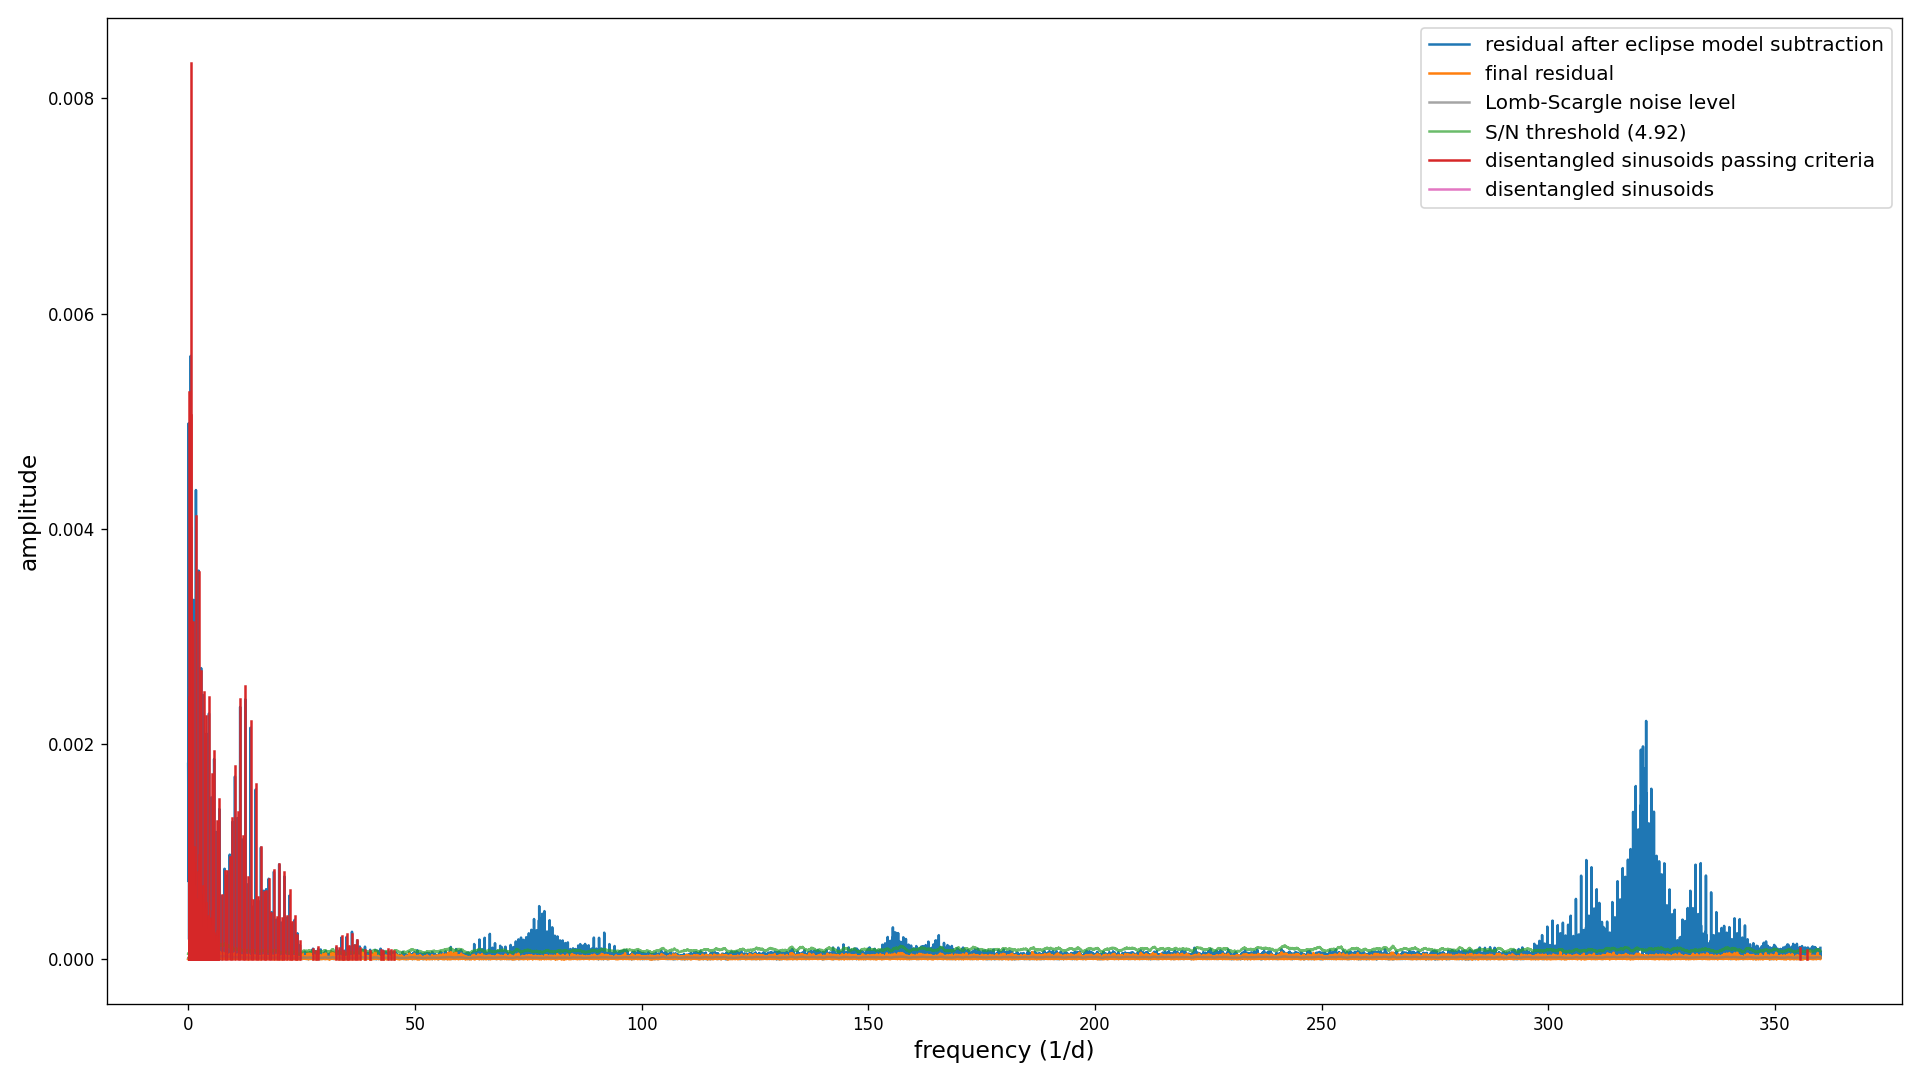 residual after eclipse model subtraction
final residual
Lomb-Scargle noise level
S/N threshold (4.92)
disentangled sinusoids passing criteria
disentangled sinusoids
0.008
0.006
0.004
0.002
0.000
amplitude
0 50 100 150 200 250 300 350
frequency (1/d)